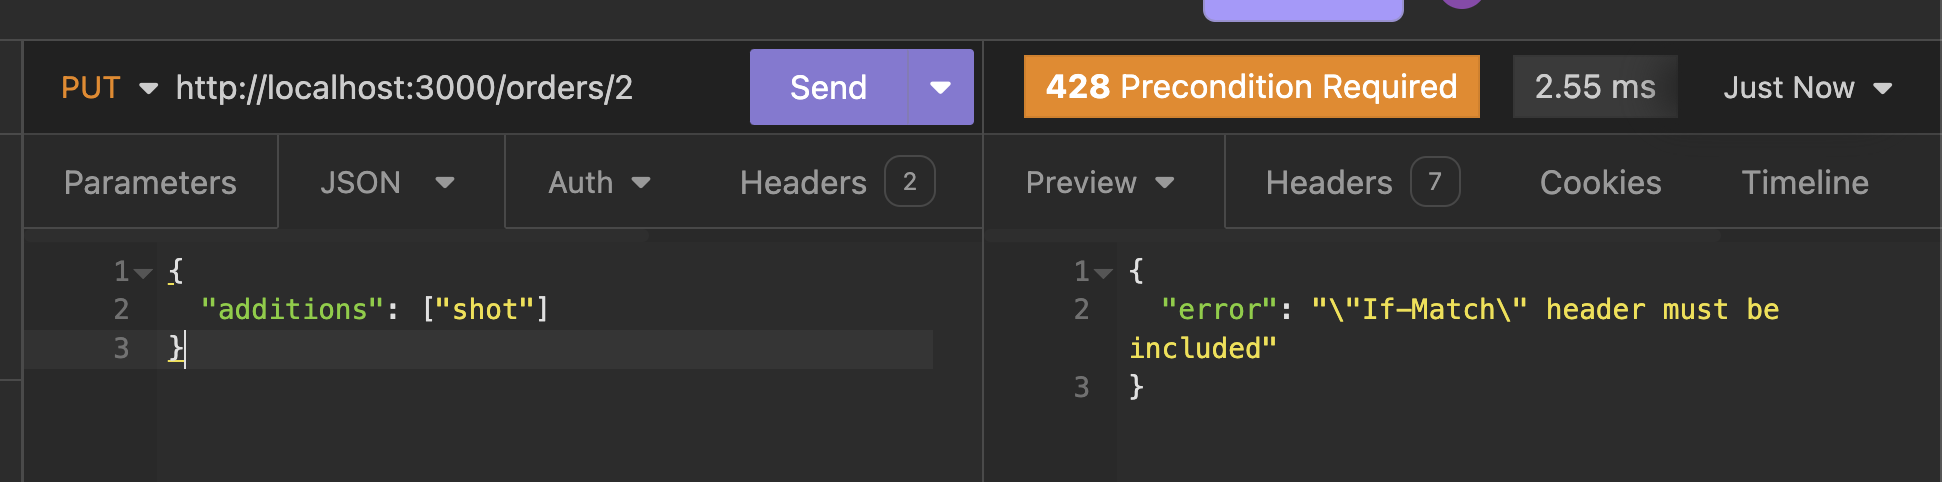 PUT http://localhost:3000/orders/2 Send
428 Precondition Required 2.55 ms Just Now
Parameters JSON Auth Headers 2
Preview Headers 7 Cookies Timeline
1 {
2 "additions": ["shot"]
3 }
1 {
2 "error": "\"If-Match\" header must be
included"
3 }